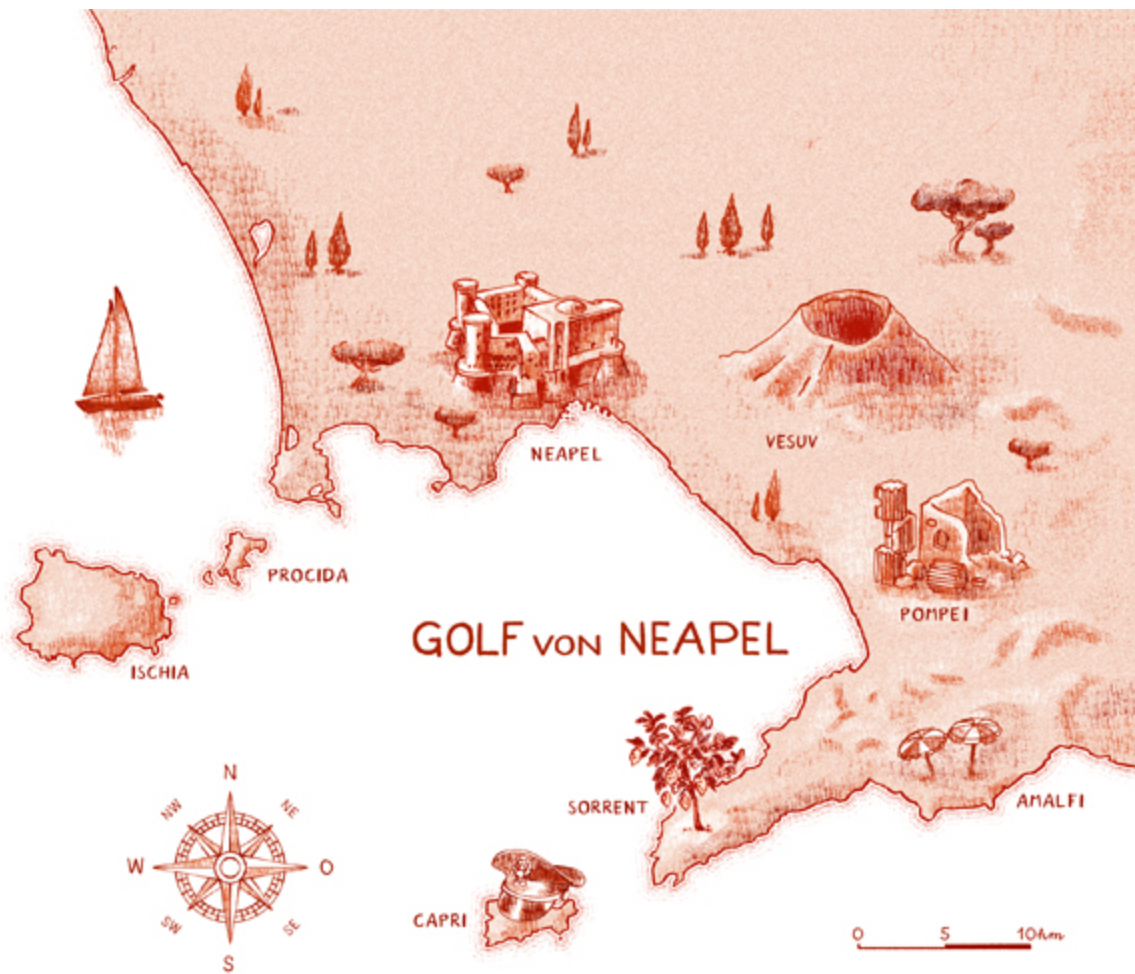 NEAPEL
VESUV
PROCIDA
POMPEI
GOLF VON NEAPEL
ISCHIA
SORRENT
AMALFI
CAPRI
N
NW
NE
W
O
SW
SE
S
0
5
10km